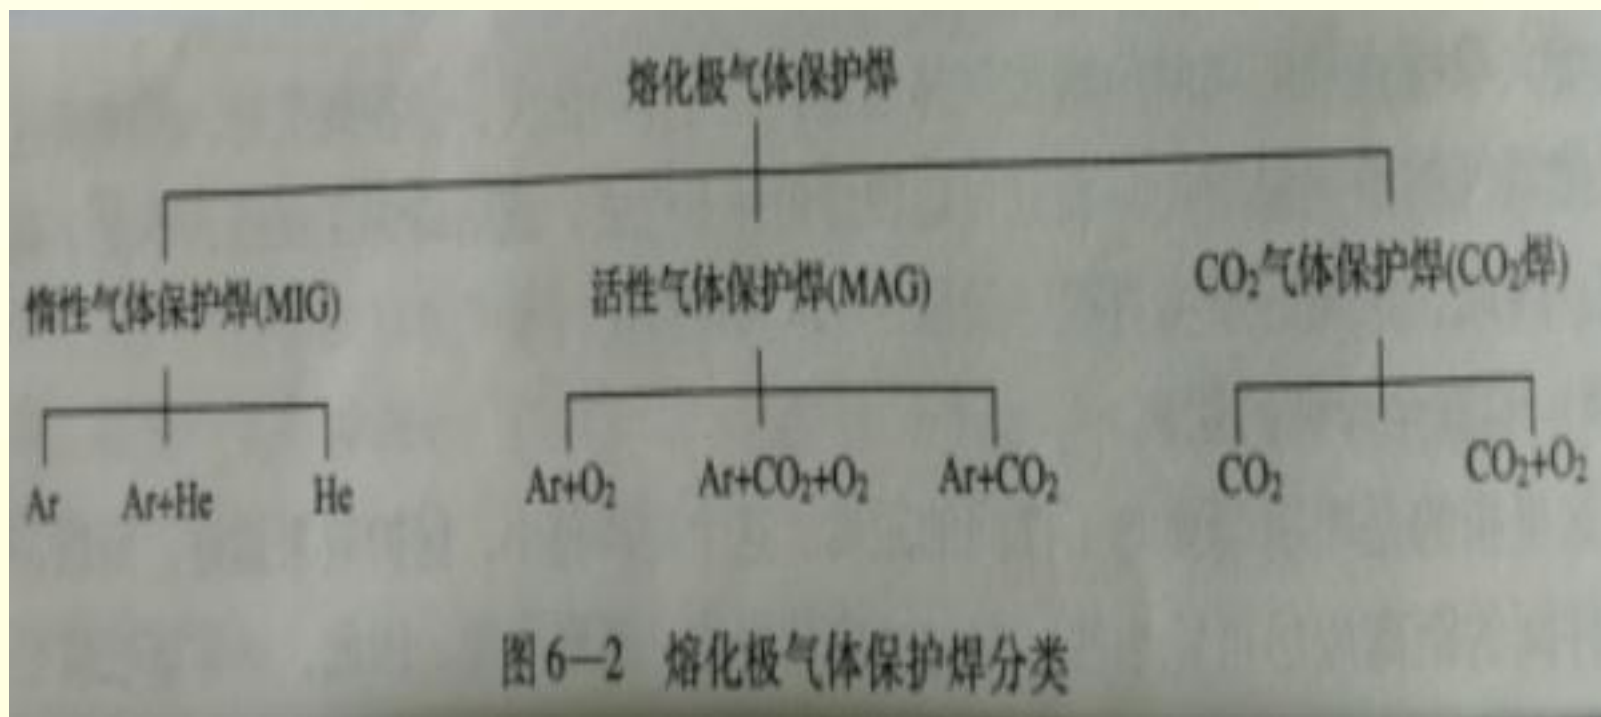 熔化极气体保护焊
惰性气体保护焊(MIG)
活性气体保护焊(MAG)
CO₂气体保护焊(CO₂焊)
Ar
Ar+He
He
Ar+O₂
Ar+CO₂+O₂
Ar+CO₂
CO₂
CO₂+O₂
图6—2 熔化极气体保护焊分类